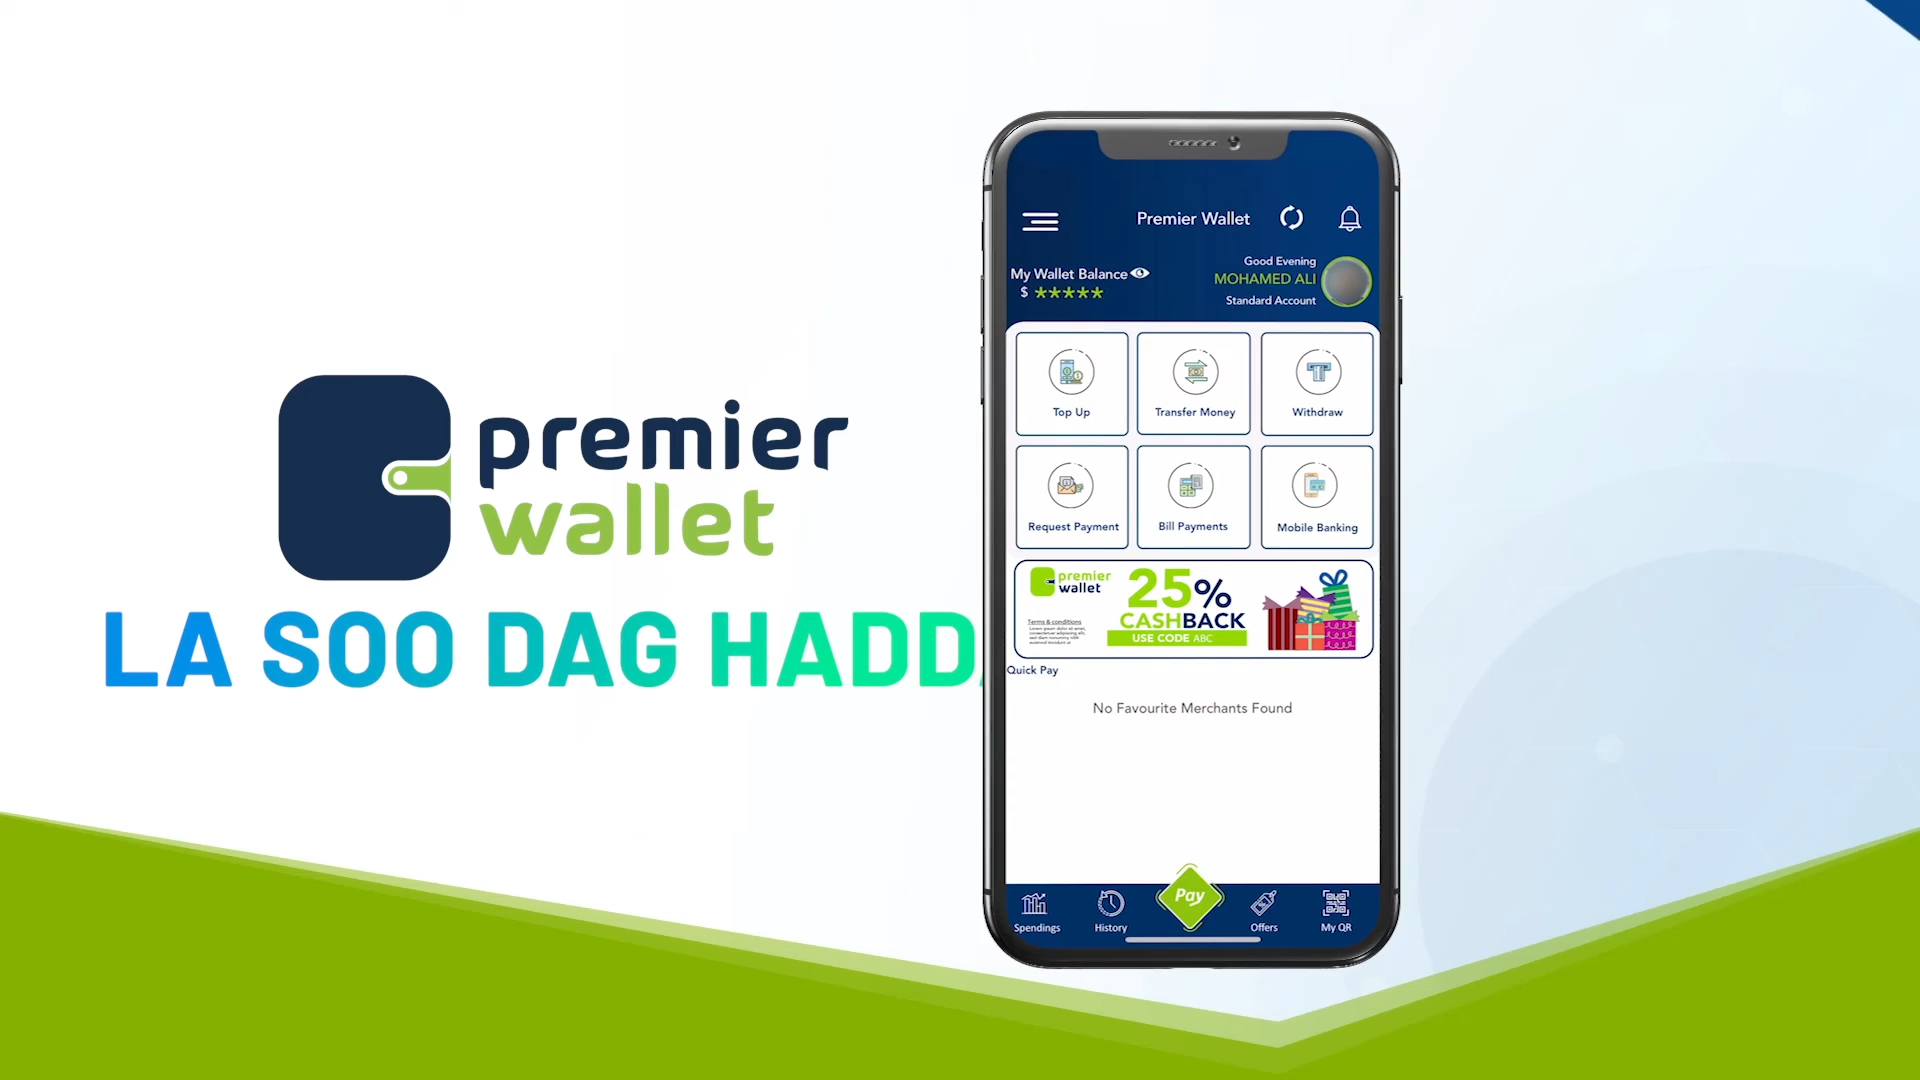 premier
wallet
LA SOO DAG HADD
Premier Wallet
My Wallet Balance
$ *****
Good Evening
MOHAMED ALI
Standard Account
Top Up
Transfer Money
Withdraw
Request Payment
Bill Payments
Mobile Banking
premier
wallet
25%
CASHBACK
USE CODE ABC
Terms & conditions
Quick Pay
No Favourite Merchants Found
Spendings
History
Pay
Offers
My QR